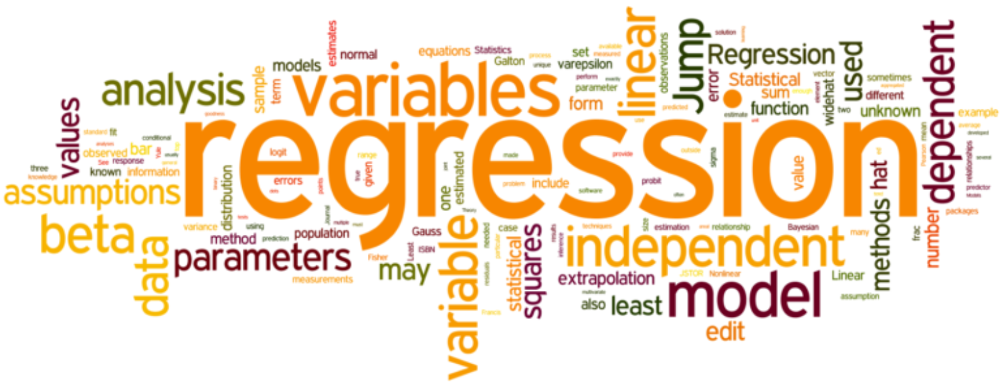 linear
Jump
solution
estimates
normal
equations
Statistics
process
available
measured
set
Galton
unique
varepsilon
observations
Regression
used
dependent
models
sample
term
variables
perform
exactly
parameter
form
predicted
error
Statistical
sum
vector
element
widehat
sometimes
different
analysis
function
estimate
two
unknown
example
values
goodness
use
average
developed
standard
fit
conditional
analyses
observed
bar
Yule
usually
See
response
three
known
information
knowledge
assumptions
regression
logit
range
true
given
made
provide
outside
sigma
value
mean
Pearson
relationships
several
predictor
Models
distribution
binary
errors
dots
points
estimated
one
problem
include
software
probit
often
hat
methods
number
packages
beta
data
variance
tests
using
method
prediction
Journal
multiple
must
population
parameters
measurements
Theory
Gauss
Least
ISBN
Fisher
may
variable
needed
case
particular
residuals
statistical
squares
Francis
results
inference
techniques
size
estimation
relationship
Bayesian
many
frac
independent
extrapolation
JSTOR
Nonlinear
Linear
assumption
multivariate
also
least
model
edit